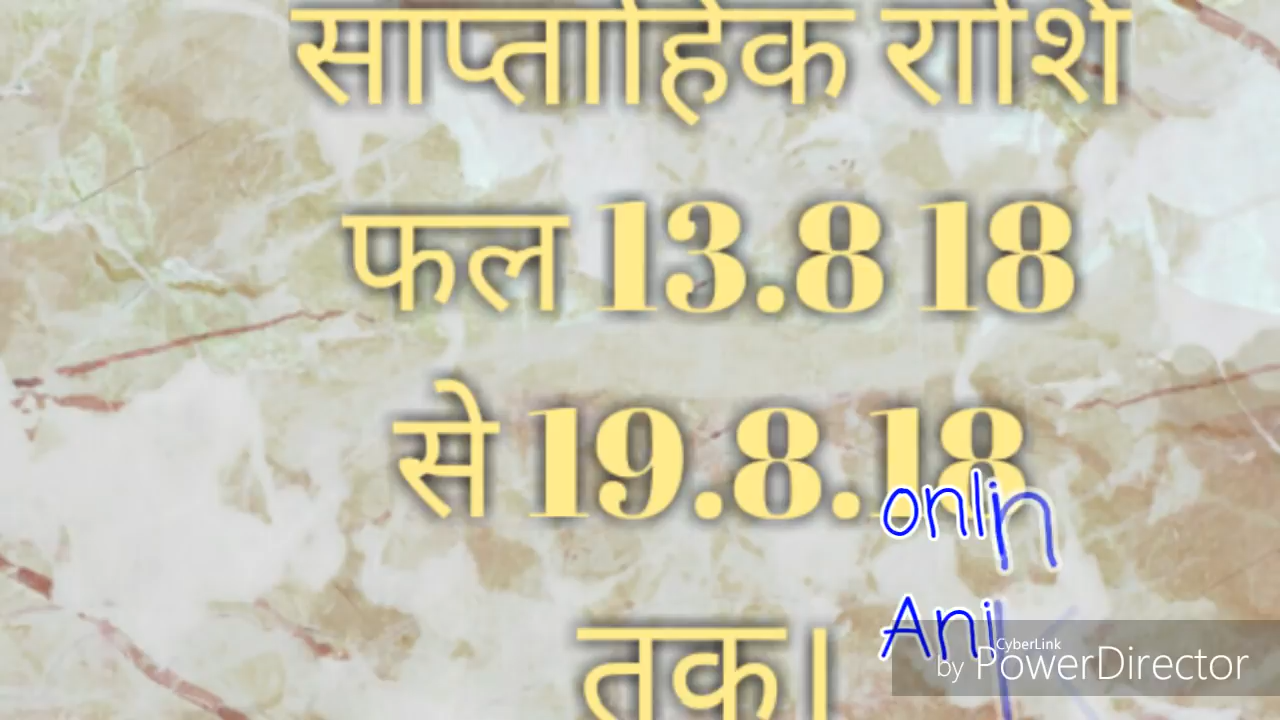 साप्ताहिक राशि
फल 13.8 18
से 19.8.18
onlin
तक।
Ani
CyberLink
by PowerDirector